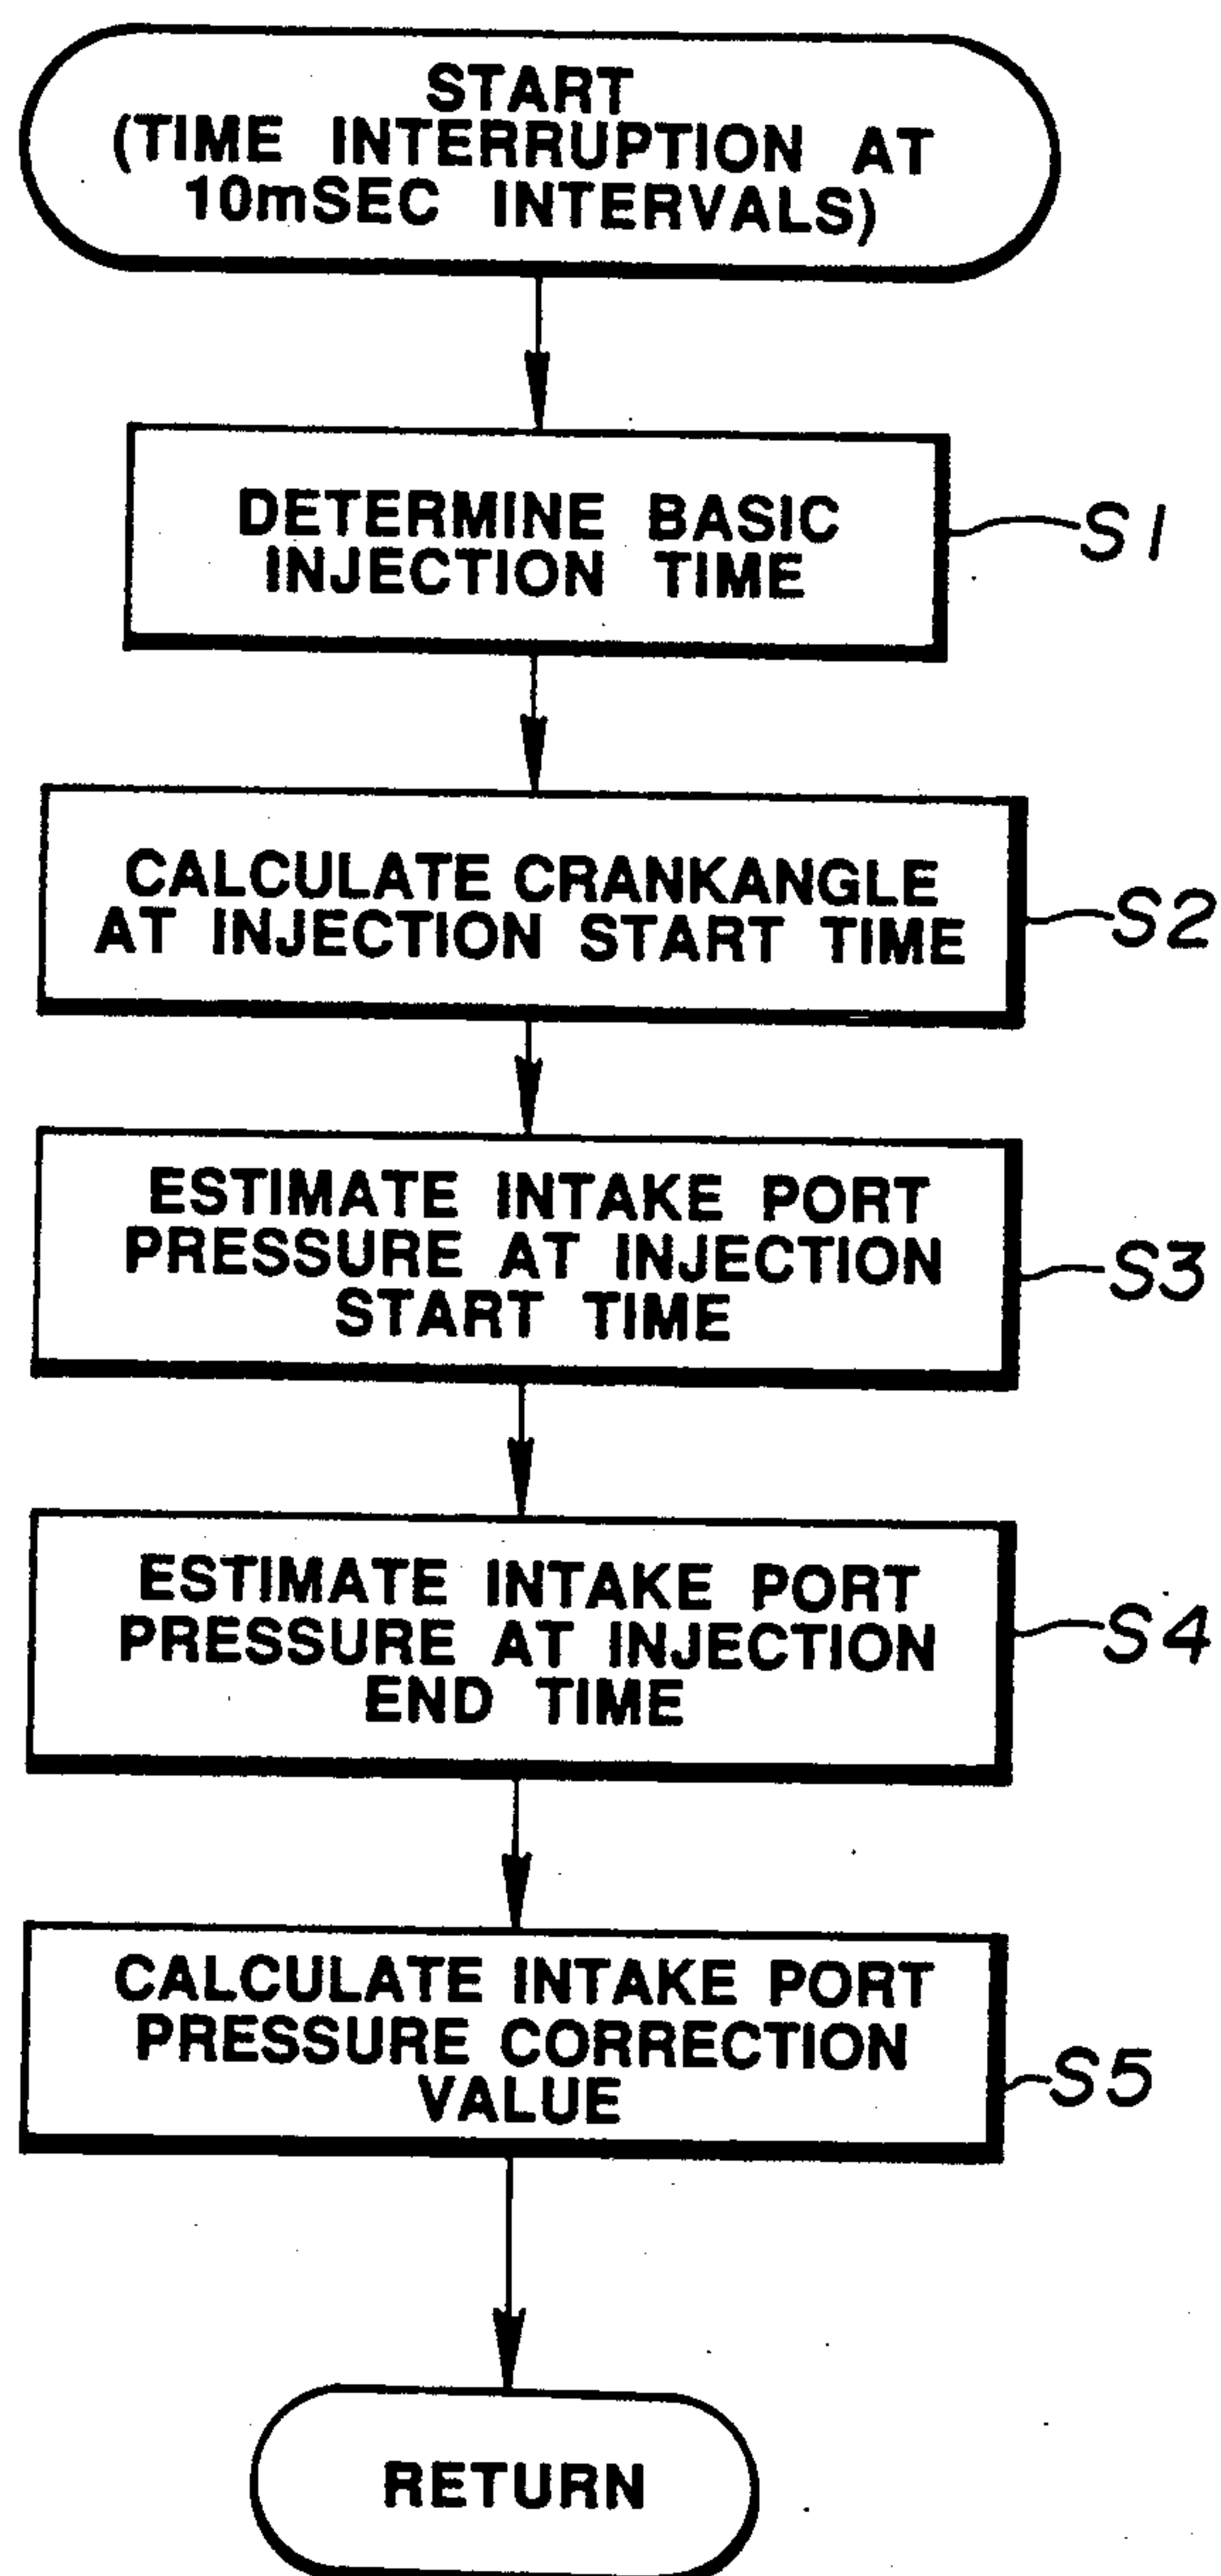 START
(TIME INTERRUPTION AT
10mSEC INTERVALS)
DETERMINE BASIC
INJECTION TIME
S1
CALCULATE CRANKANGLE
AT INJECTION START TIME
S2
ESTIMATE INTAKE PORT
PRESSURE AT INJECTION
START TIME
S3
ESTIMATE INTAKE PORT
PRESSURE AT INJECTION
END TIME
S4
CALCULATE INTAKE PORT
PRESSURE CORRECTION
VALUE
S5
RETURN